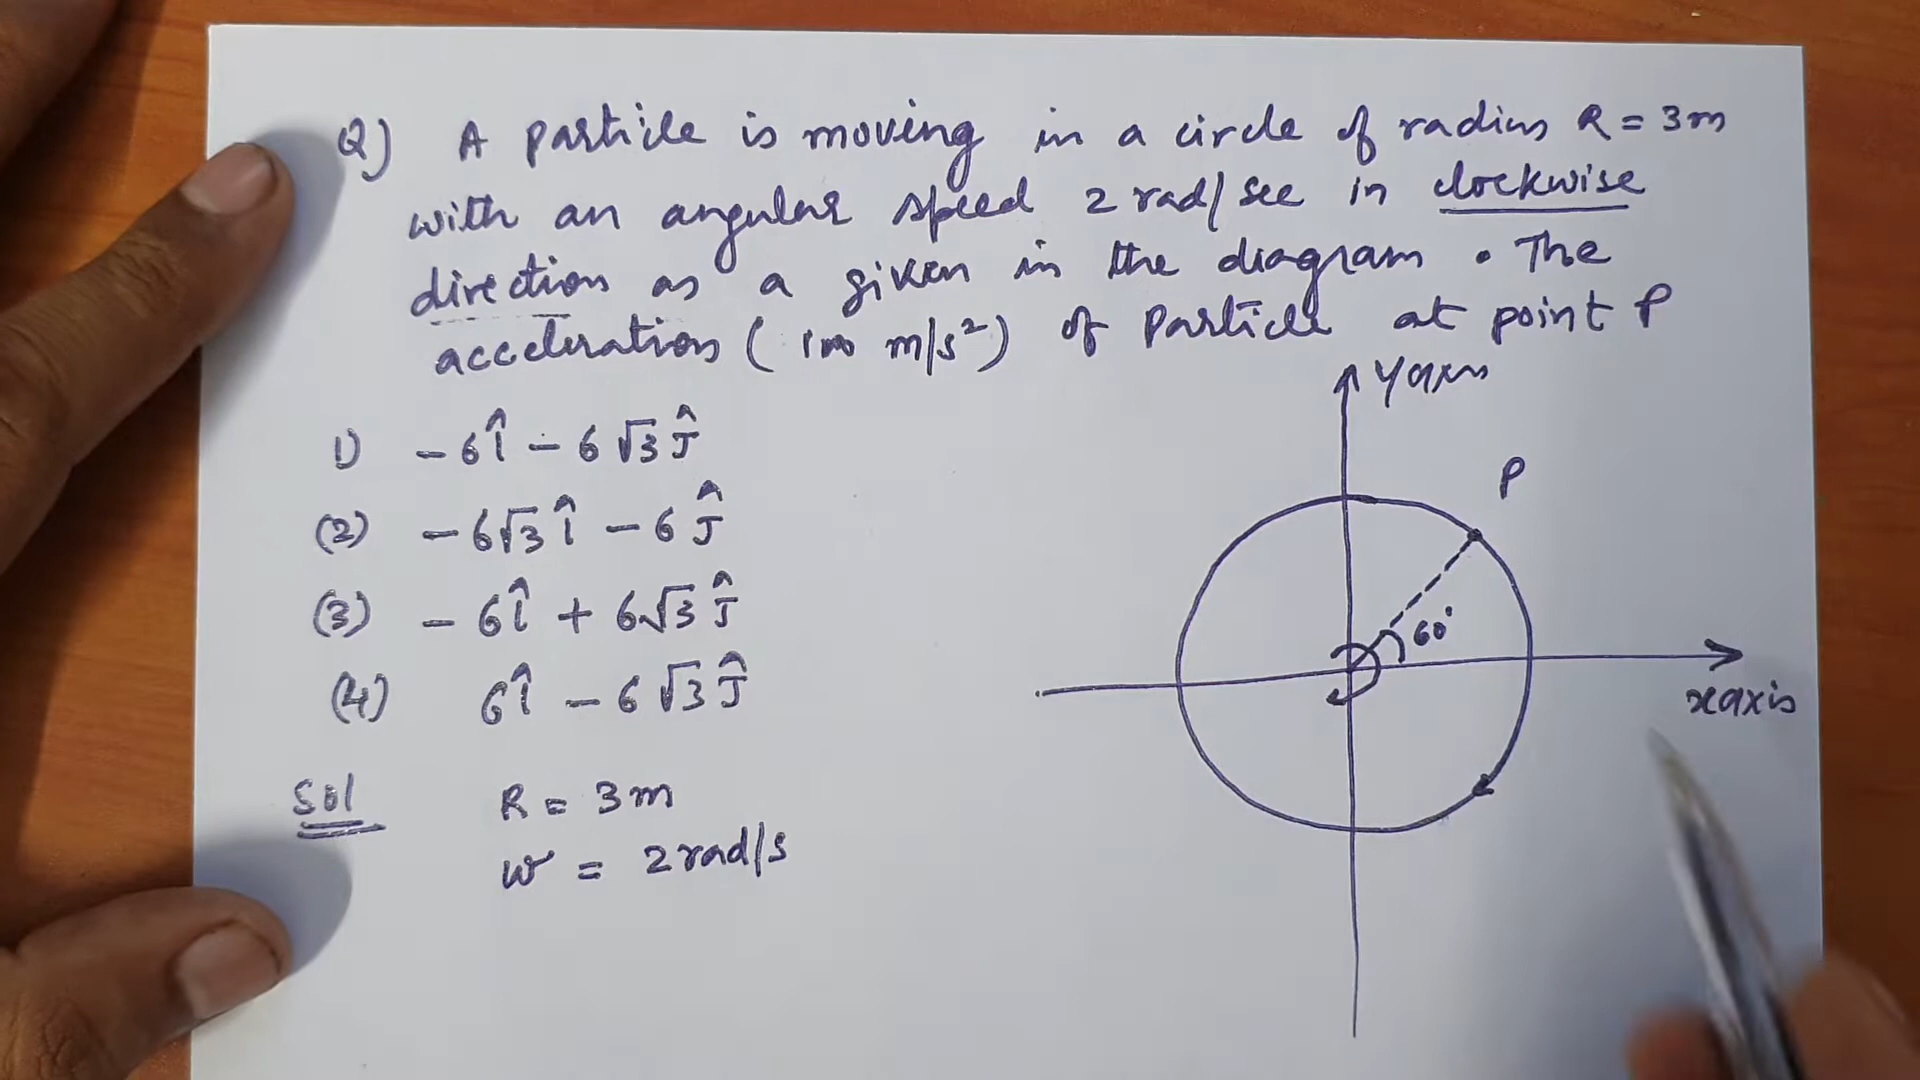 Q) A particle is moving in a circle of radius R = 3m
with an angular speed 2 rad/sec in clockwise
direction as a given in the diagram. The
acceleration ( m/s²) of Particle at point P
1) - 6î - 6√3 ĵ
(2) - 6√3 î - 6 ĵ
(3) - 6î + 6√3 ĵ
(4) 6î - 6√3 ĵ
Y axis
P
60°
x axis
Sol R = 3m
W = 2 rad/s